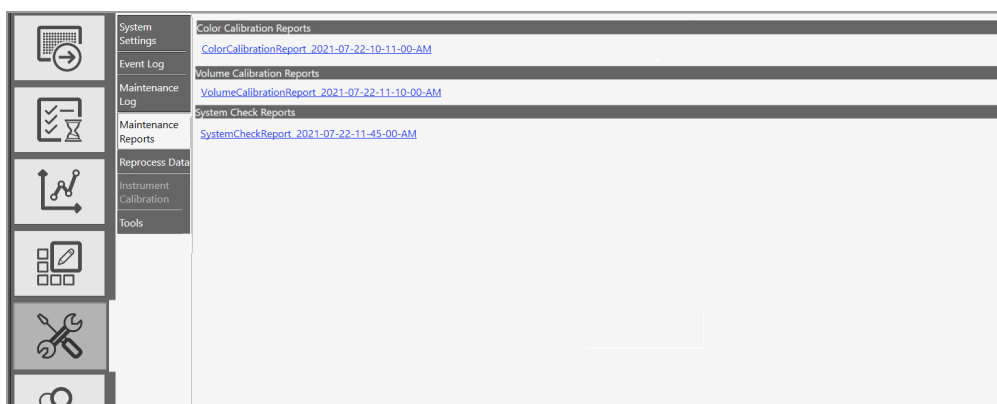 System
Settings
Event Log
Maintenance
Log
Maintenance
Reports
Reprocess Data
Instrument
Calibration
Tools
Color Calibration Reports
ColorCalibrationReport_2021-07-22-10-11-00-AM
Volume Calibration Reports
VolumeCalibrationReport_2021-07-22-11-10-00-AM
System Check Reports
SystemCheckReport_2021-07-22-11-45-00-AM